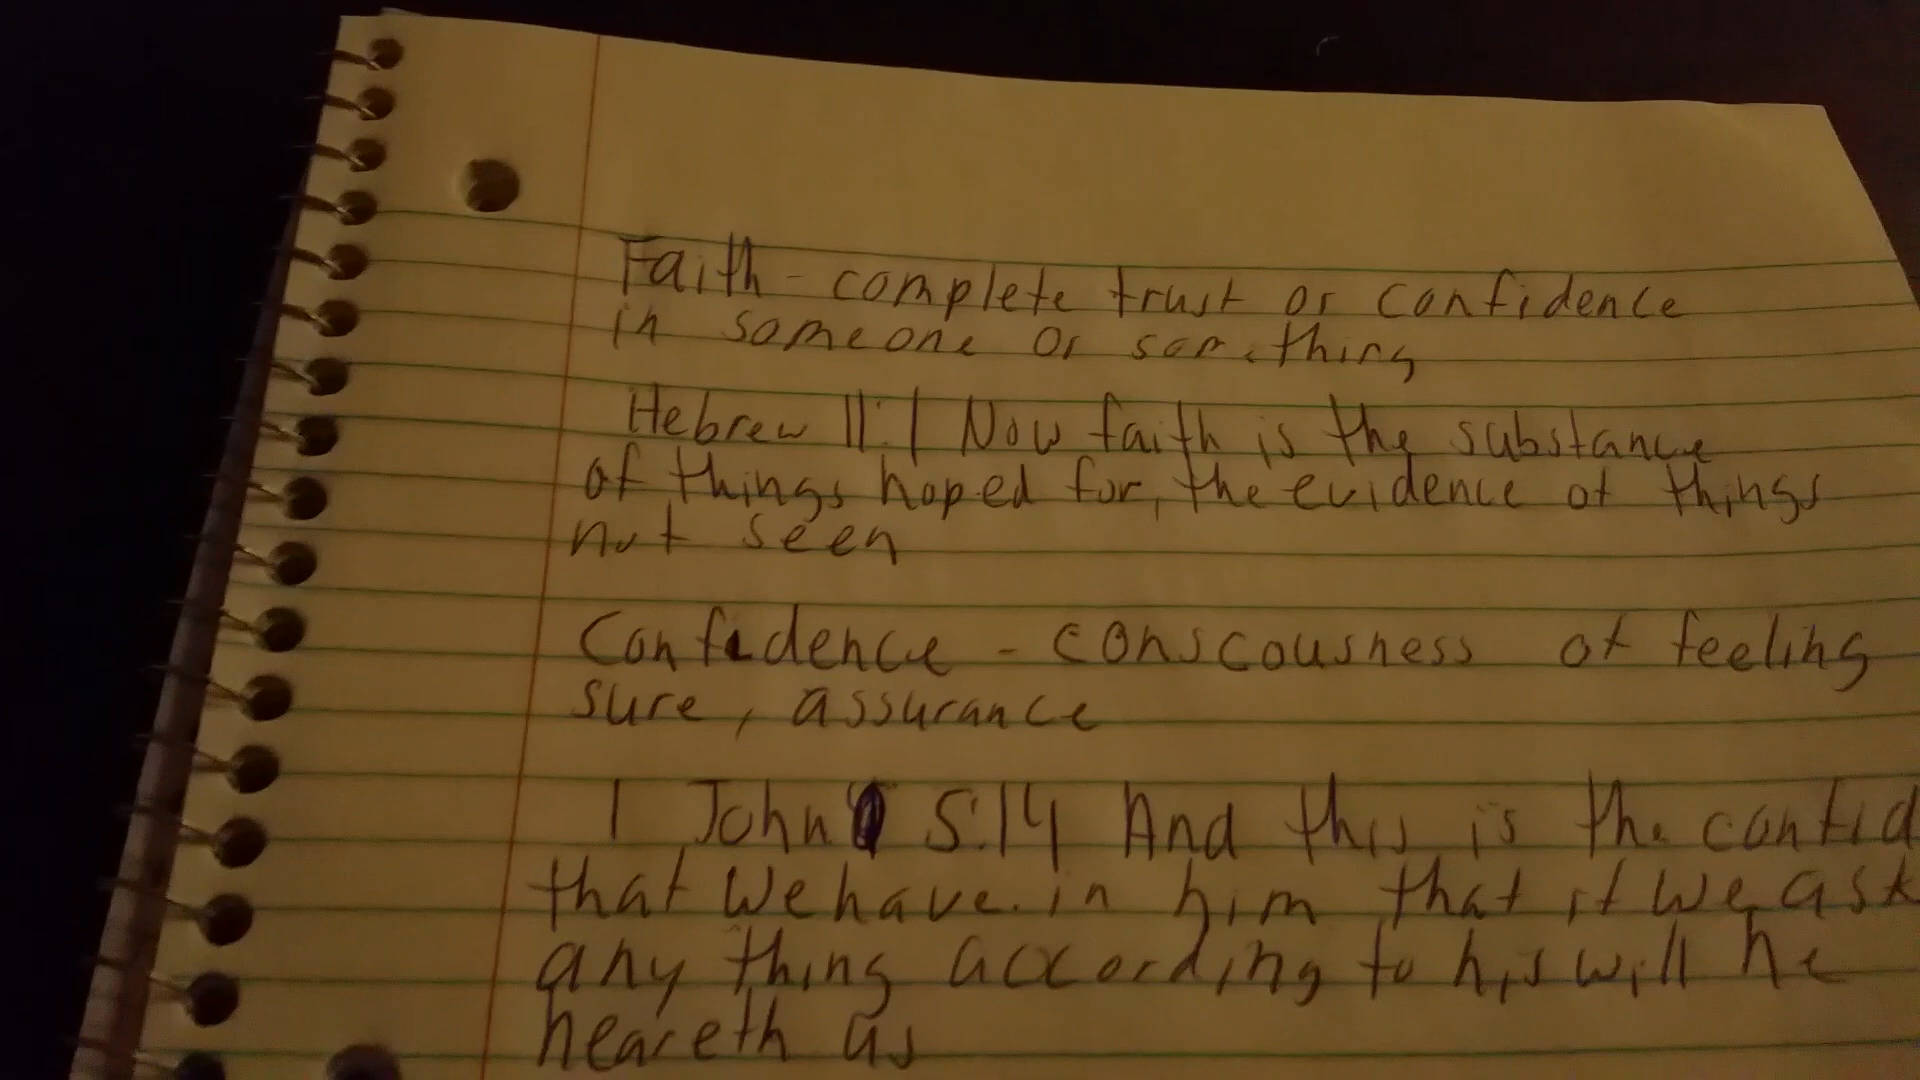 Faith - complete trust or confidence
in someone or something
Hebrew 11:1 Now faith is the substance
of things hoped for, the evidence of things
not seen
Confidence - conscousness of feeling
sure, assurance
1 John 5:14 And this is the confid
that we have in him that if we ask
any thing according to his will he
heareth us